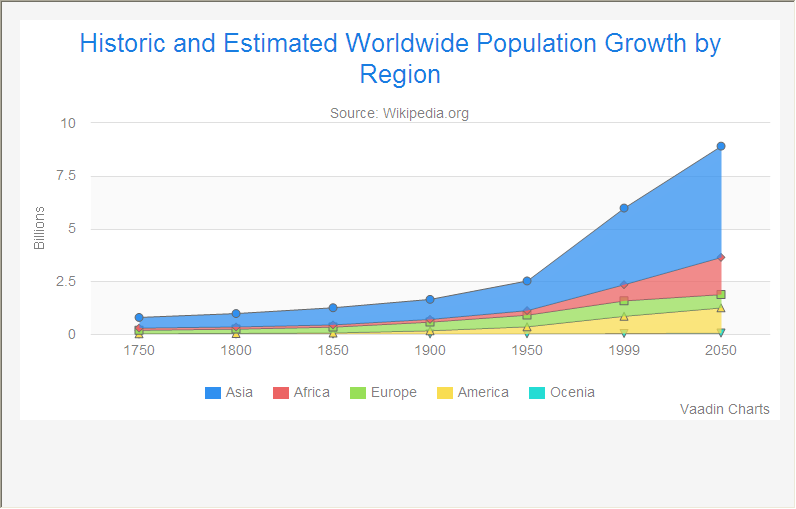 Historic and Estimated Worldwide Population Growth by
Region
Source: Wikipedia.org
10
7.5
5
2.5
0
Billions
1750 1800 1850 1900 1950 1999 2050
Asia Africa Europe America Ocenia
Vaadin Charts